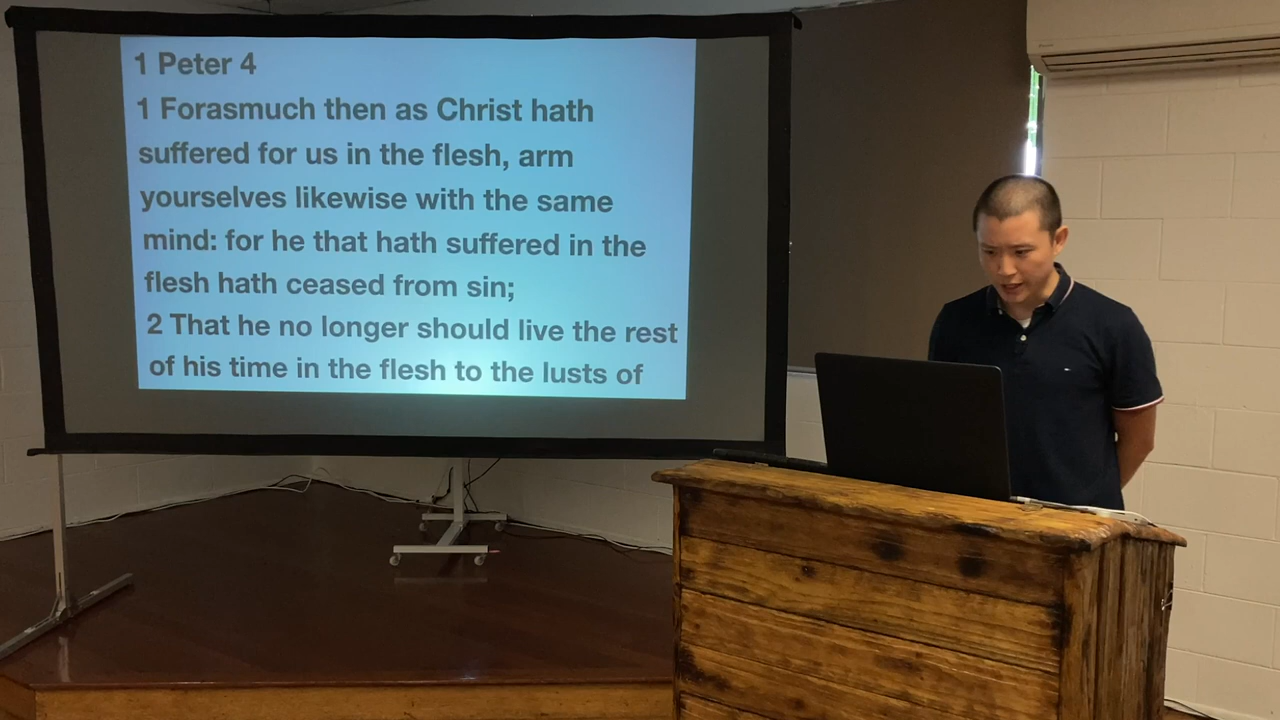 1 Peter 4
1 Forasmuch then as Christ hath
suffered for us in the flesh, arm
yourselves likewise with the same
mind: for he that hath suffered in the
flesh hath ceased from sin;
2 That he no longer should live the rest
of his time in the flesh to the lusts of